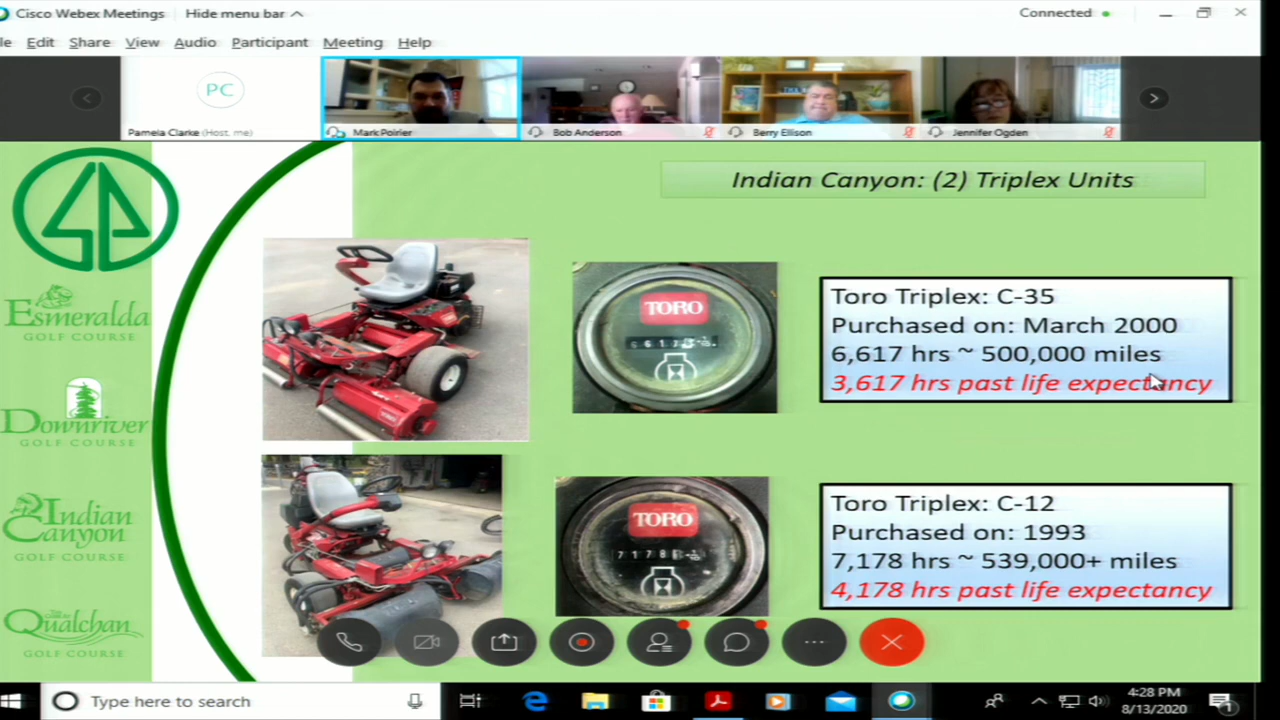 Cisco Webex Meetings
Hide menu bar
Connected
le Edit Share View Audio Participant Meeting Help
PC
Pamela Clarke (Host, me)
Mark Poirier
Bob Anderson
Berry Ellison
Jennifer Ogden
Indian Canyon: (2) Triplex Units
Esmeralda
GOLF COURSE
Downriver
GOLF COURSE
Indian
Canyon
GOLF COURSE
Qualchan
GOLF COURSE
TORO
Toro Triplex: C-35
Purchased on: March 2000
6,617 hrs ~ 500,000 miles
3,617 hrs past life expectancy
TORO
7178
Toro Triplex: C-12
Purchased on: 1993
7,178 hrs ~ 539,000+ miles
4,178 hrs past life expectancy
Type here to search
4:28 PM
8/13/2020
1